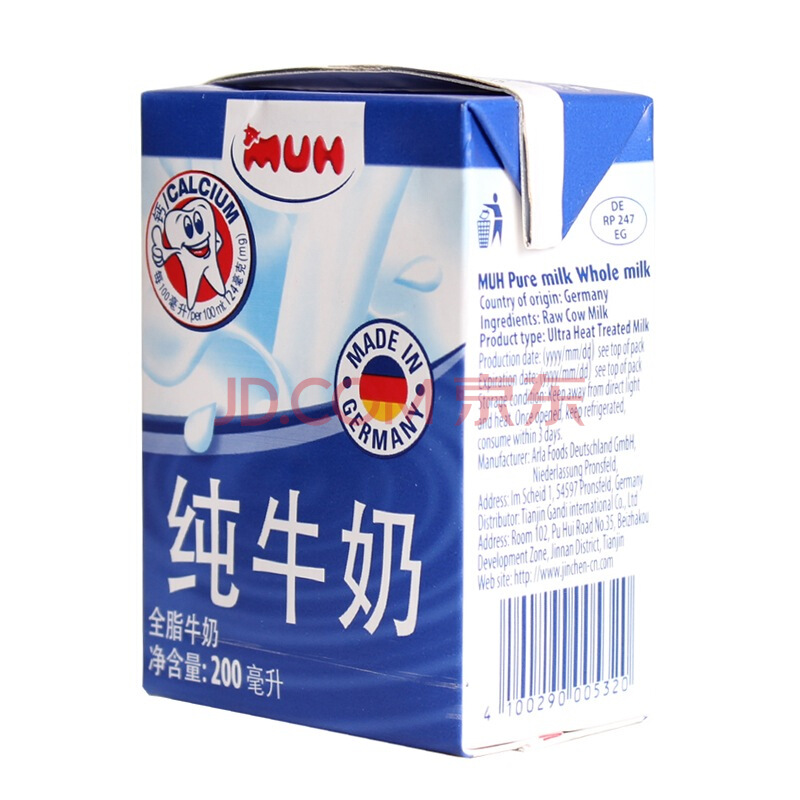 MUH
钙/CALCIUM
每100毫升/per 100ml 124毫克(mg)
MADE IN
GERMANY
JD.COM 京东
纯牛奶
全脂牛奶
净含量: 200 毫升
DE
RP 247
EG
MUH Pure milk Whole milk
Country of origin: Germany
Ingredients: Raw Cow Milk
Product type: Ultra Heat Treated Milk
Production date: (yyyy/mm/dd) see top of pack
Expiration date: (yyyy/mm/dd) see top of pack
Storage condition: Keep away from direct light
and heat.Once opened, keep refrigerated,
consume within 3 days.
Manufacturer: Arla Foods Deutschland GmbH,
Niederlassung Pronsfeld,
Address: Im Scheid 1, 54597 Pronsfeld, Germany
Distributor: Tianjin Gandi international Co., Ltd
Address: Room 102, Pu Hui Road No.35, Beizhakou
Development Zone, Jinnan District, Tianjin
Web site: http://www.jinchen-cn.com
4 100290 005320